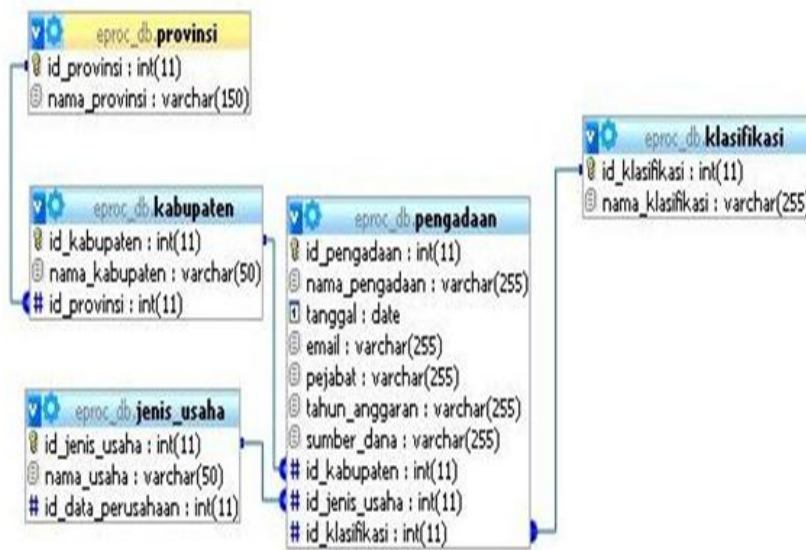 eproc_db.provinsi
id_provinsi : int(11)
nama_provinsi : varchar(150)
eproc_db.kabupaten
id_kabupaten : int(11)
nama_kabupaten : varchar(50)
# id_provinsi : int(11)
eproc_db.jenis_usaha
id_jenis_usaha : int(11)
nama_usaha : varchar(50)
# id_data_perusahaan : int(11)
eproc_db.pengadaan
id_pengadaan : int(11)
nama_pengadaan : varchar(255)
tanggal : date
email : varchar(255)
pejabat : varchar(255)
tahun_anggaran : varchar(255)
sumber_dana : varchar(255)
# id_kabupaten : int(11)
# id_jenis_usaha : int(11)
# id_klasifikasi : int(11)
eproc_db.klasifikasi
id_klasifikasi : int(11)
nama_klasifikasi : varchar(255)